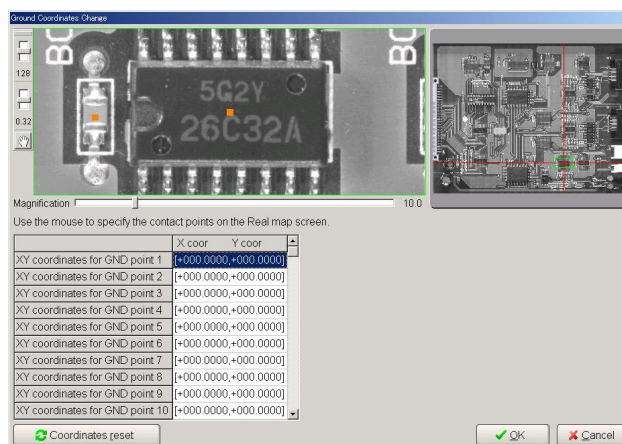 Ground Coordinates Change
128
0.32
5G2Y
26C32A
Magnification
10.0
Use the mouse to specify the contact points on the Real map screen.
X coor Y coor
XY coordinates for GND point 1 [+000.0000,+000.0000]
XY coordinates for GND point 2 [+000.0000,+000.0000]
XY coordinates for GND point 3 [+000.0000,+000.0000]
XY coordinates for GND point 4 [+000.0000,+000.0000]
XY coordinates for GND point 5 [+000.0000,+000.0000]
XY coordinates for GND point 6 [+000.0000,+000.0000]
XY coordinates for GND point 7 [+000.0000,+000.0000]
XY coordinates for GND point 8 [+000.0000,+000.0000]
XY coordinates for GND point 9 [+000.0000,+000.0000]
XY coordinates for GND point 10 [+000.0000,+000.0000]
Coordinates reset
OK
Cancel